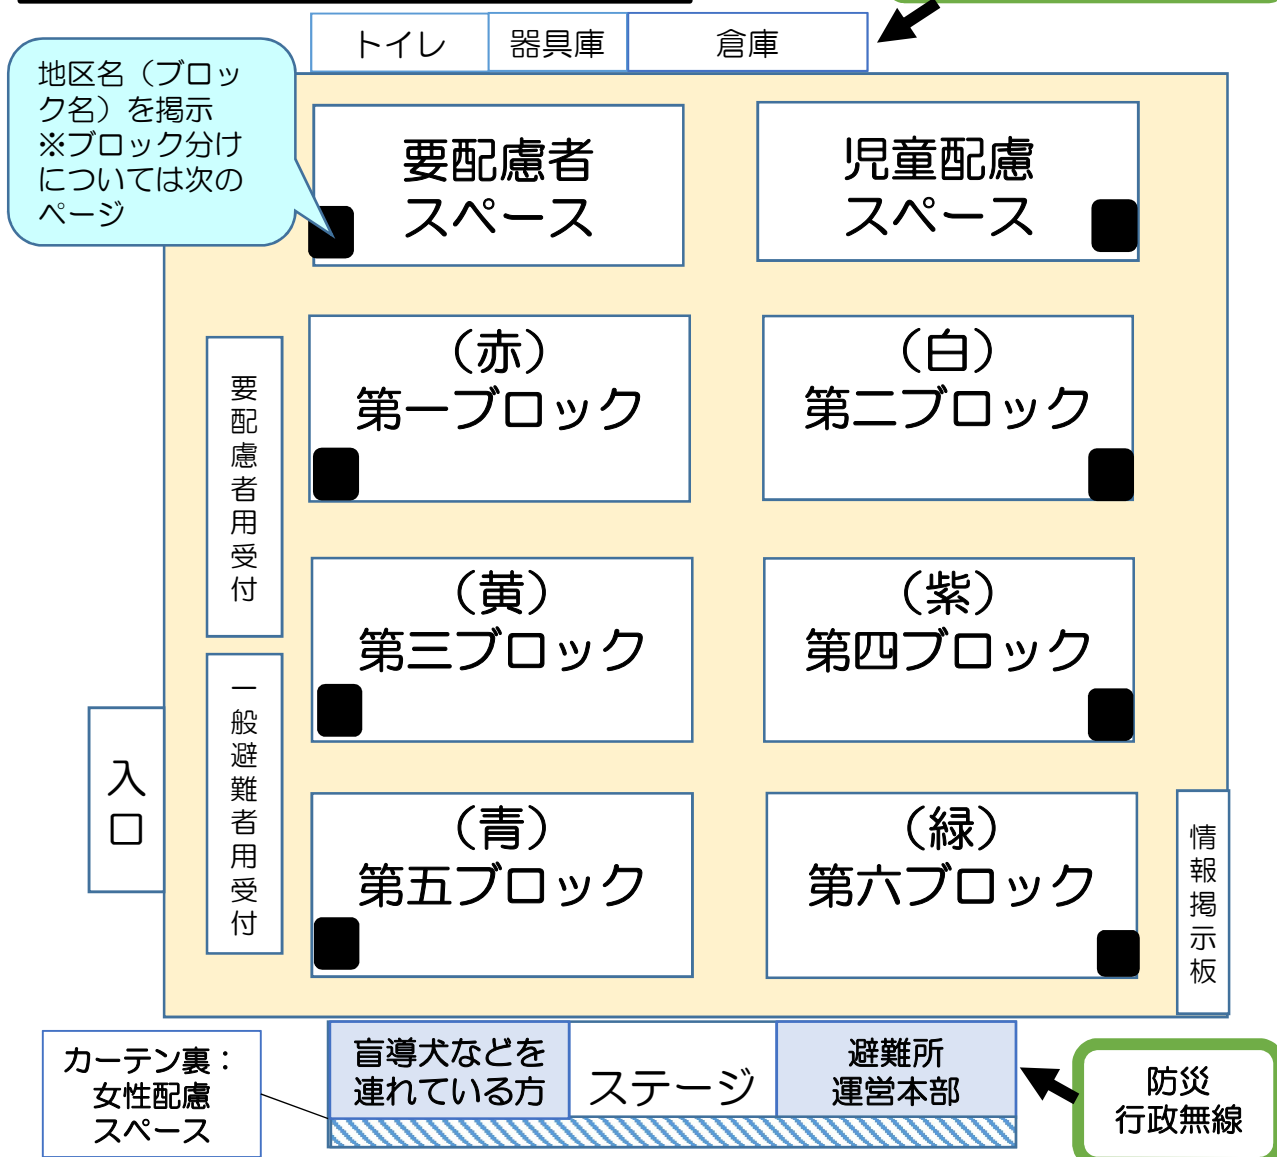 トイレ
器具庫
倉庫
地区名（ブロッ
ク名）を掲示
※ブロック分け
については次の
ページ
要配慮者
スペース
児童配慮
スペース
（赤）
第一ブロック
（白）
第二ブロック
要配慮者用受付
（黄）
第三ブロック
（紫）
第四ブロック
一般避難者用受付
入口
（青）
第五ブロック
（緑）
第六ブロック
情報掲示板
カーテン裏：
女性配慮
スペース
盲導犬などを
連れている方
ステージ
避難所
運営本部
防災
行政無線